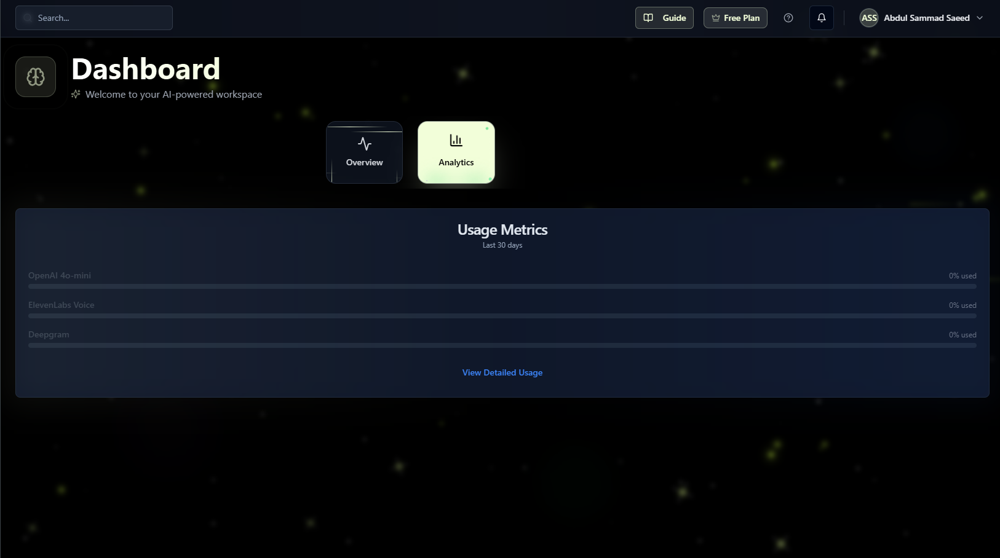 Search...
Guide
Free Plan
ASS
Abdul Sammad Saeed
Dashboard
Welcome to your AI-powered workspace
Overview
Analytics
Usage Metrics
Last 30 days
OpenAI 4o-mini
0% used
ElevenLabs Voice
0% used
Deepgram
0% used
View Detailed Usage